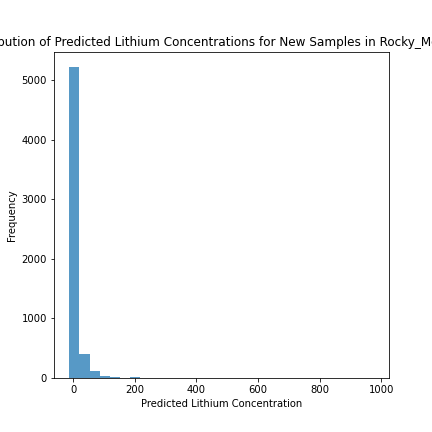 bution of Predicted Lithium Concentrations for New Samples in Rocky_M
5000
4000
3000
2000
1000
0
Frequency
0 200 400 600 800 1000
Predicted Lithium Concentration